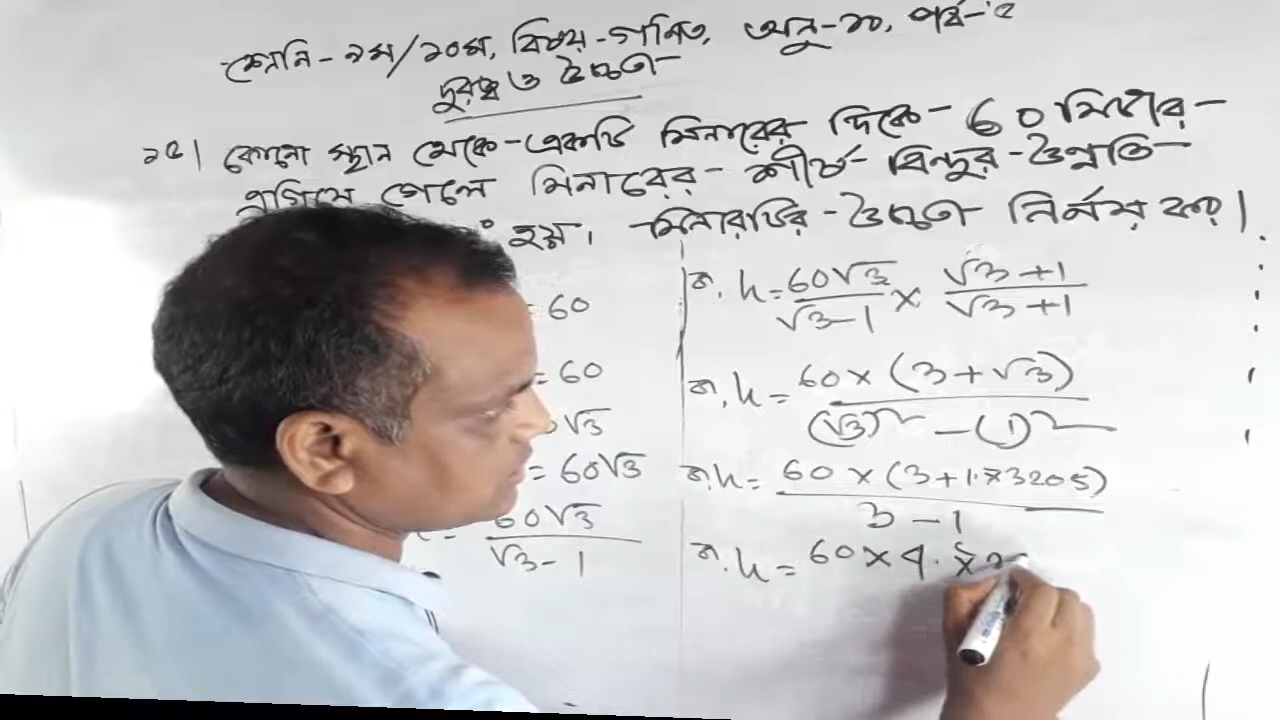 শ্রেণি - ৯ম/১০ম, বিষয় - গণিত, অনু - ১০, পর্ব -
দুরত্ব ও উচ্চতা
১৫। কোনো স্থান থেকে একটি মিনারের দিকে 60 মিটার
এগিয়ে গেলে মিনারের শীর্ষ বিন্দুর উন্নতি
হয়। মিনারটির উচ্চতা নির্ণয় কর।
= 60
= 60
√3
= 60√3
= 60√3 / √3 - 1
বা, h = 60√3 / √3-1 × √3 +1 / √3 +1
বা, h = 60 × (3 + √3) / (√3)² - (1)²
বা, h = 60 × (3+1.73205) / 3 - 1
বা, h = 60 × 4.7